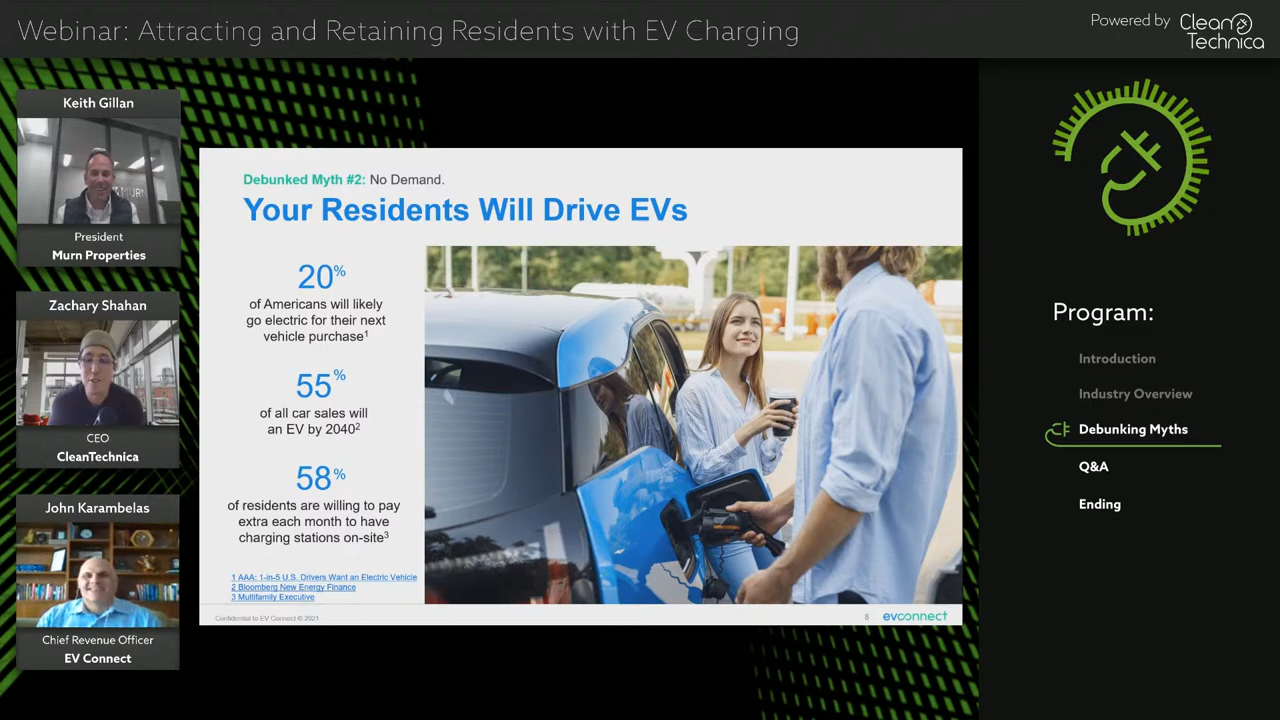 Webinar: Attracting and Retaining Residents with EV Charging
Powered by
CleanTechnica
Keith Gillan
MURN
President
Murn Properties
Zachary Shahan
CEO
CleanTechnica
John Karambelas
Chief Revenue Officer
EV Connect
Debunked Myth #2: No Demand.
Your Residents Will Drive EVs
20%
of Americans will likely
go electric for their next
vehicle purchase1
55%
of all car sales will
an EV by 20402
58%
of residents are willing to pay
extra each month to have
charging stations on-site3
1 AAA: 1-in-5 U.S. Drivers Want an Electric Vehicle
2 Bloomberg New Energy Finance
3 Multifamily Executive
Confidential to EV Connect © 2021
8
evconnect
Program:
Introduction
Industry Overview
Debunking Myths
Q&A
Ending